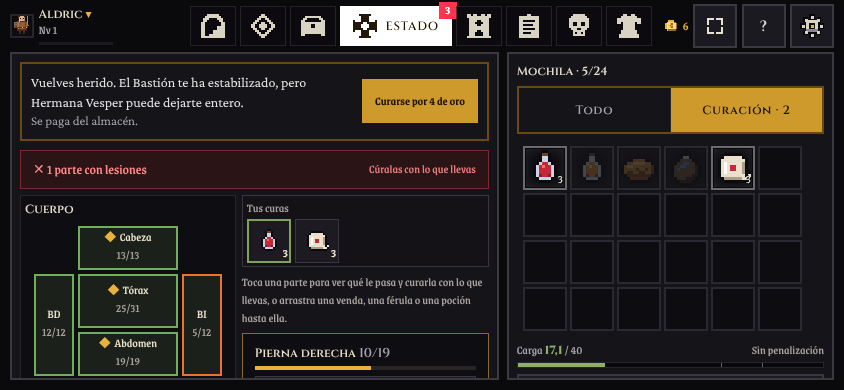 ALDRIC ▼
Nv 1
ESTADO
3
6
?
Vuelves herido. El Bastión te ha estabilizado, pero
Hermana Vesper puede dejarte entero.
Se paga del almacén.
Curarse por 4 de oro
✕ 1 parte con lesiones
Cúralas con lo que llevas
CUERPO
Cabeza
13/13
BD
12/12
Tórax
25/31
BI
5/12
Abdomen
19/19
Tus curas
3
3
Toca una parte para ver qué le pasa y curarla con lo que
llevas, o arrastra una venda, una férula o una poción
hasta ella.
PIERNA DERECHA 10/19
MOCHILA · 5/24
TODO
CURACIÓN · 2
3
3
Carga 17,1 / 40
Sin penalización